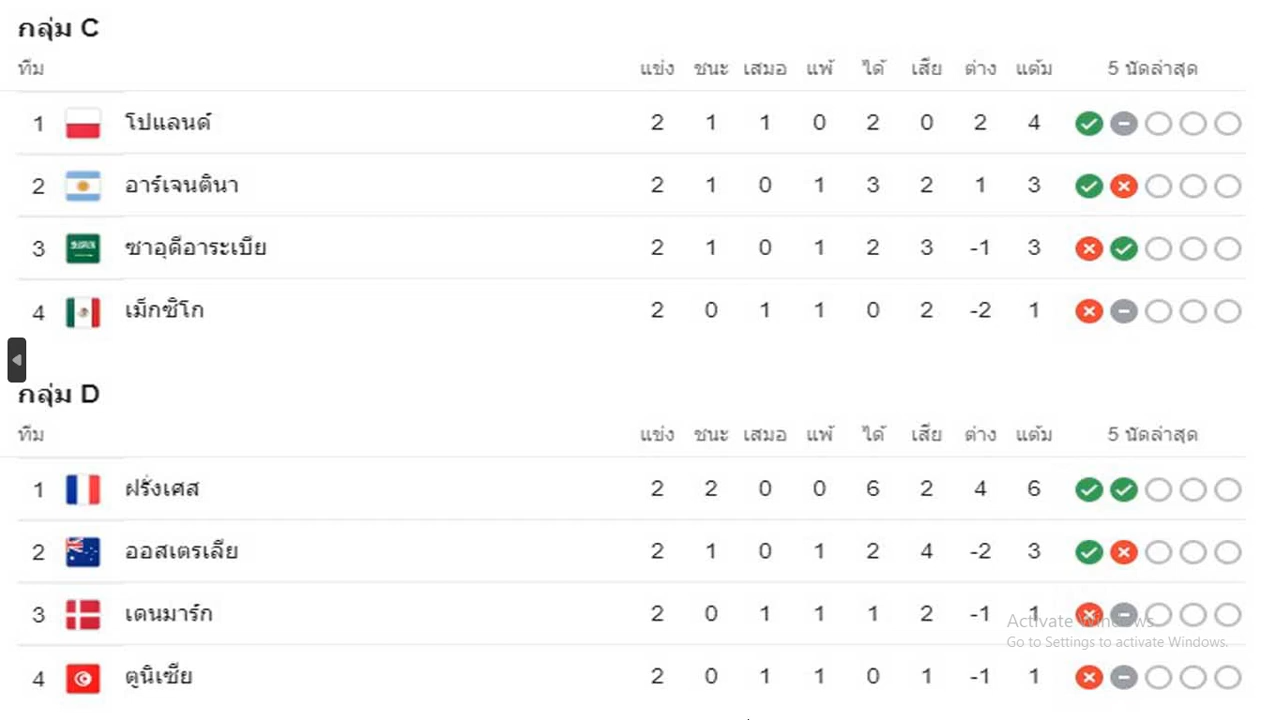 กลุ่ม C
ทีม แข่ง ชนะ เสมอ แพ้ ได้ เสีย ต่าง แต้ม 5 นัดล่าสุด
1 โปแลนด์ 2 1 1 0 2 0 2 4
2 อาร์เจนตินา 2 1 0 1 3 2 1 3
3 ซาอุดีอาระเบีย 2 1 0 1 2 3 -1 3
4 เม็กซิโก 2 0 1 1 0 2 -2 1
กลุ่ม D
ทีม แข่ง ชนะ เสมอ แพ้ ได้ เสีย ต่าง แต้ม 5 นัดล่าสุด
1 ฝรั่งเศส 2 2 0 0 6 2 4 6
2 ออสเตรเลีย 2 1 0 1 2 4 -2 3
3 เดนมาร์ก 2 0 1 1 1 2 -1 1
Activate Windows
Go to Settings to activate Windows.
4 ตูนิเซีย 2 0 1 1 0 1 -1 1